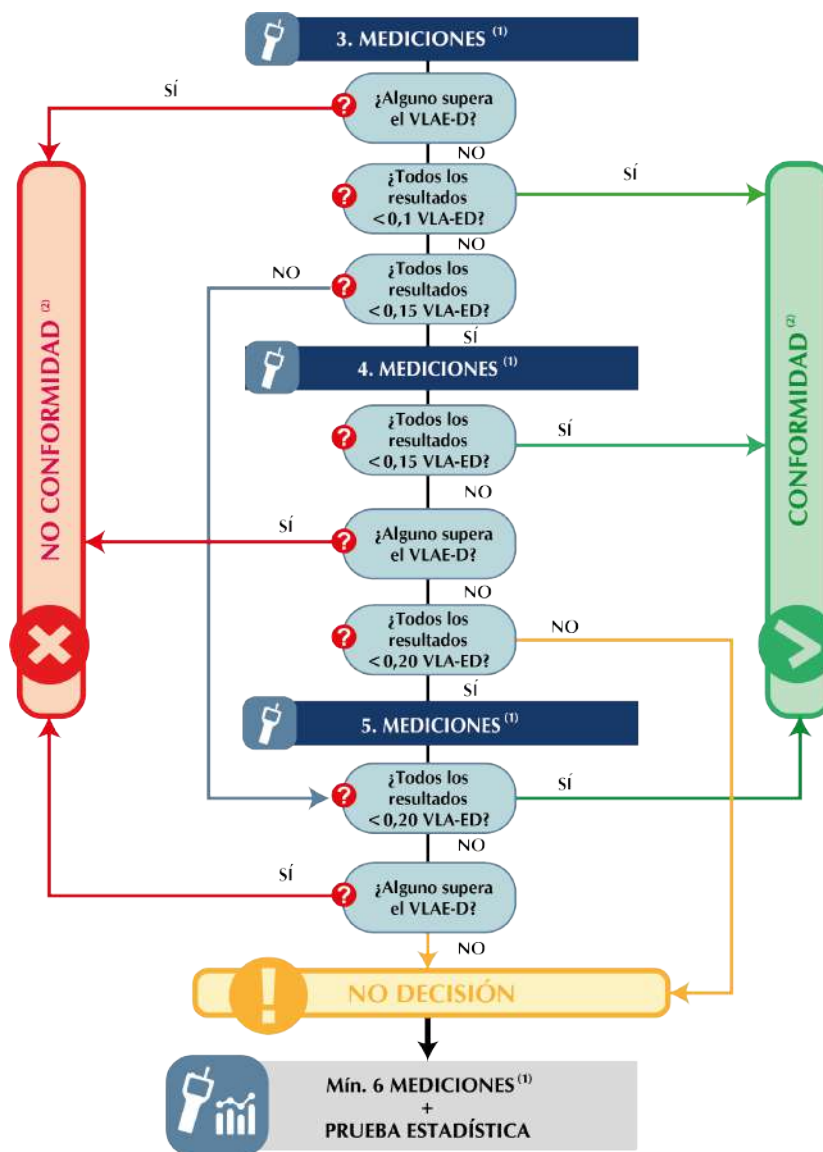 3. MEDICIONES (1)
SÍ
¿Alguno supera
el VLAE-D?
NO
¿Todos los
resultados
<0,1 VLA-ED?
SÍ
NO
NO
¿Todos los
resultados
<0,15 VLA-ED?
SÍ
4. MEDICIONES (1)
¿Todos los
resultados
<0,15 VLA-ED?
SÍ
NO
SÍ
¿Alguno supera
el VLAE-D?
NO
¿Todos los
resultados
<0,20 VLA-ED?
NO
SÍ
5. MEDICIONES (1)
¿Todos los
resultados
<0,20 VLA-ED?
SÍ
NO
SÍ
¿Alguno supera
el VLAE-D?
NO
NO CONFORMIDAD (2)
CONFORMIDAD (2)
NO DECISIÓN
Mín. 6 MEDICIONES (1)
+
PRUEBA ESTADÍSTICA